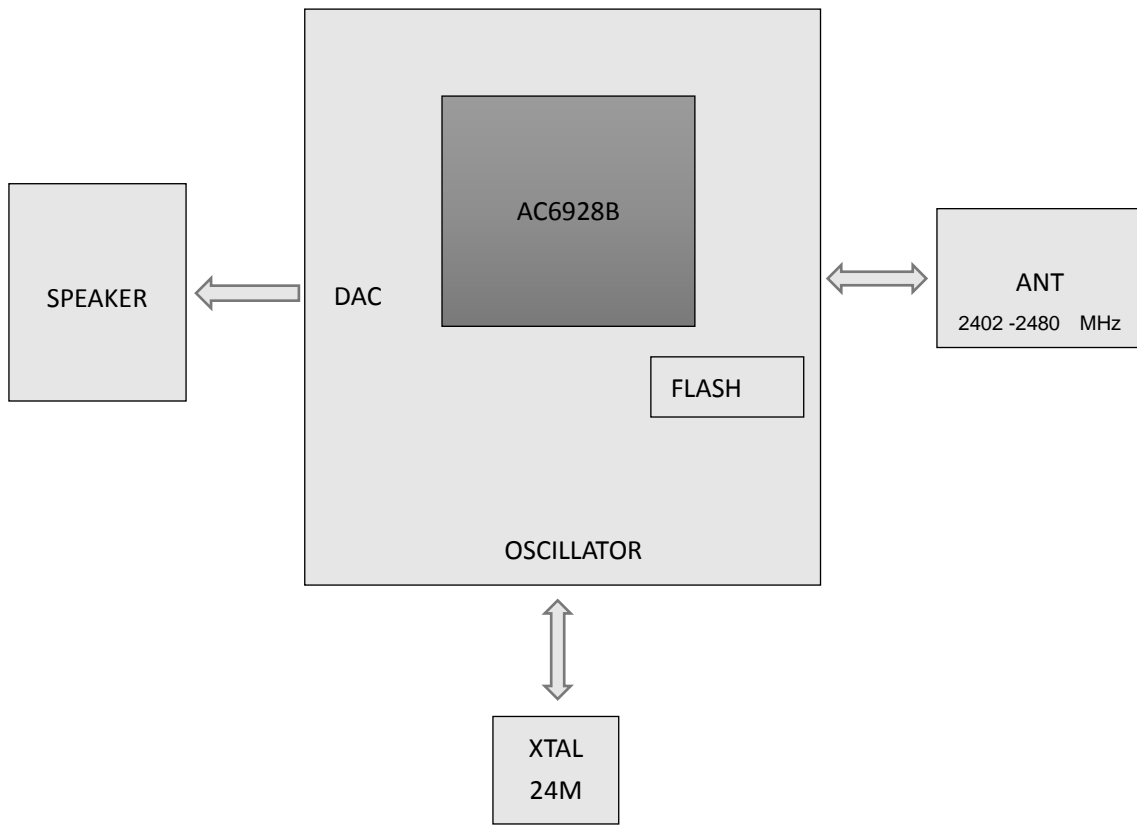 AC6928B
SPEAKER
DAC
ANT
2402 -2480 MHz
FLASH
OSCILLATOR
XTAL
24M